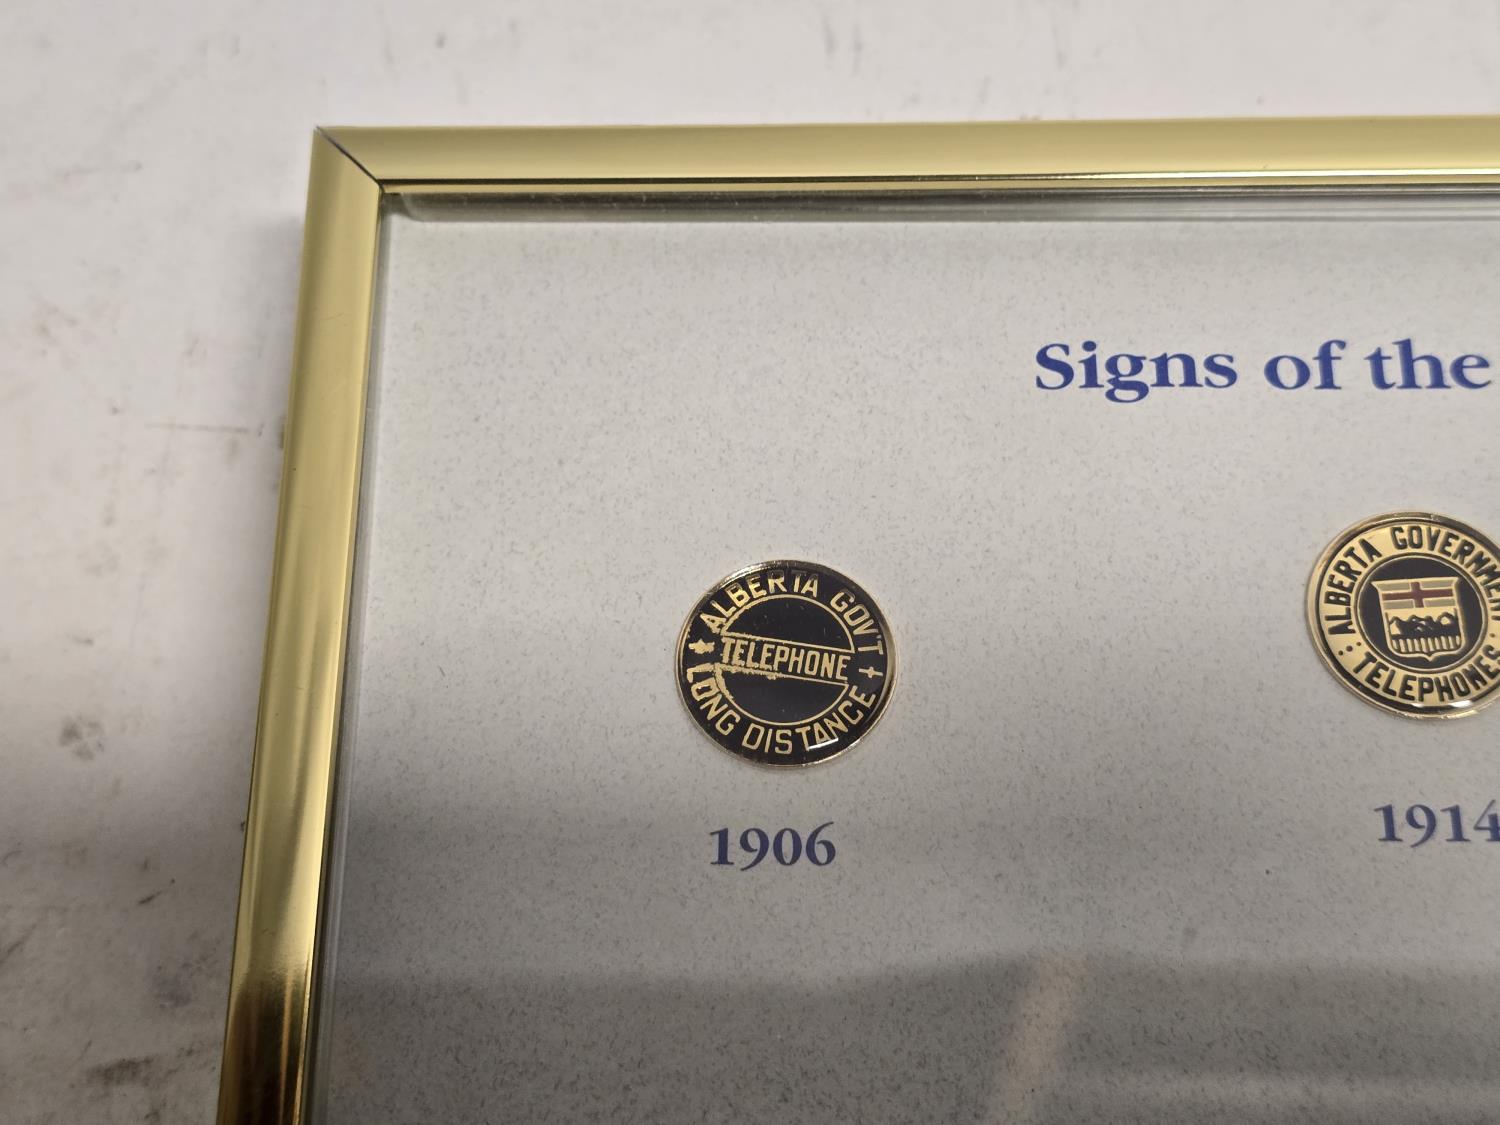 Signs of the
ALBERTA GOV'T
TELEPHONE
LONG DISTANCE
1906
ALBERTA GOVERNMENT
TELEPHONES
1914